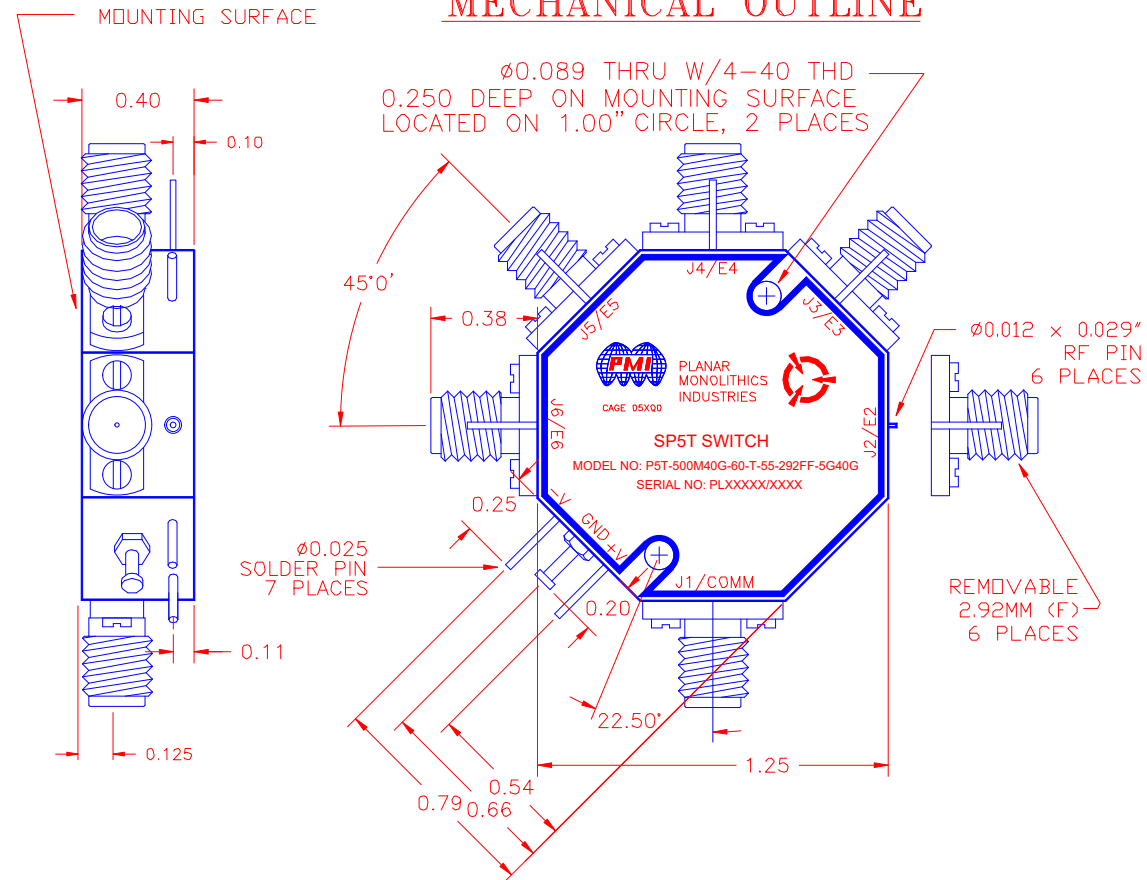 MECHANICAL OUTLINE
MOUNTING SURFACE
ø0.089 THRU W/4-40 THD
0.250 DEEP ON MOUNTING SURFACE
LOCATED ON 1.00" CIRCLE, 2 PLACES
0.40
0.10
45°0'
0.38
J4/E4
J5/E5
J3/E3
J6/E6
J2/E2
PMI
CAGE 05XQ0
PLANAR
MONOLITHICS
INDUSTRIES
ø0.012 x 0.029"
RF PIN
6 PLACES
SP5T SWITCH
MODEL NO: P5T-500M40G-60-T-55-292FF-5G40G
SERIAL NO: PLXXXXX/XXXX
-V
GND
+V
0.25
ø0.025
SOLDER PIN
7 PLACES
J1/COMM
0.20
REMOVABLE
2.92MM (F)
6 PLACES
0.11
0.125
22.50°
1.25
0.54
0.66
0.79